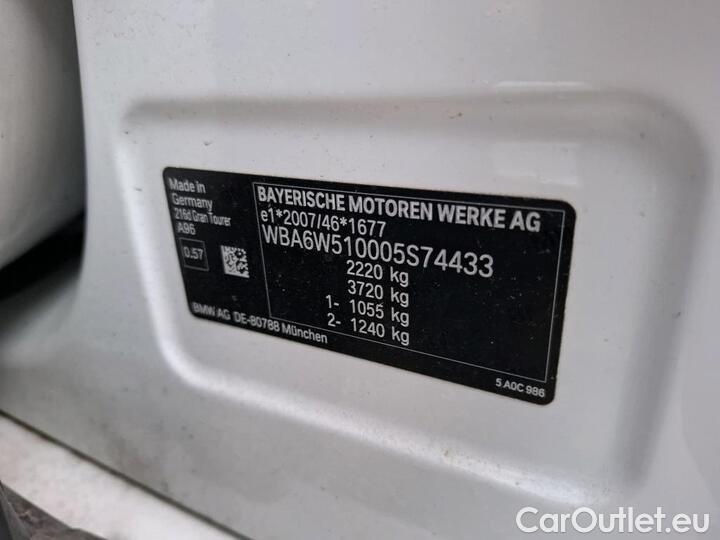 Made in
Germany
216d Gran Tourer
A96
0.57
BAYERISCHE MOTOREN WERKE AG
e1*2007/46*1677
WBA6W510005S74433
2220 kg
3720 kg
1- 1055 kg
2- 1240 kg
BMW AG DE-80788 München
5 A0C 986
CarOutlet.eu